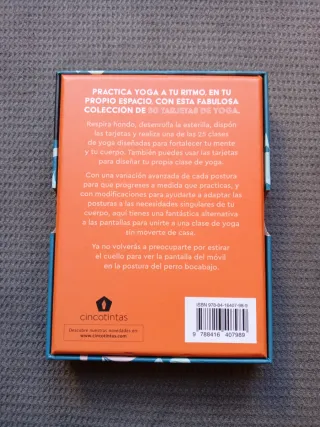 PRACTICA YOGA A TU RITMO, EN TU
PROPIO ESPACIO, CON ESTA FABULOSA
COLECCIÓN DE 50 TARJETAS DE YOGA.
Respira hondo, desenrolla la esterilla, dispón
las tarjetas y realiza una de las 25 clases
de yoga diseñadas para fortalecer tu mente
y tu cuerpo. También puedes usar las tarjetas
para diseñar tu propia clase de yoga.
Con una variación avanzada de cada postura
para que progreses a medida que practicas, y
con modificaciones para ayudarte a adaptar las
posturas a las necesidades singulares de tu
cuerpo, aquí tienes una fantástica alternativa
a las pantallas para unirte a una clase de yoga
sin moverte de casa.
Ya no volverás a preocuparte por estirar
el cuello para ver la pantalla del móvil
en la postura del perro bocabajo.
cincotintas
Descubre nuestras novedades en
www.cincotintas.com
ISBN 978-84-16407-98-9
9 788416 407989